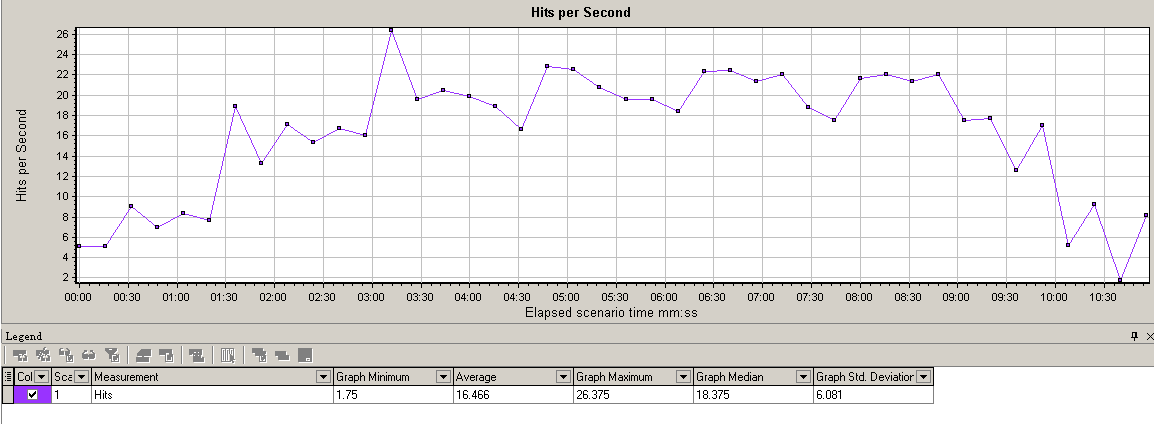 Hits per Second
Hits per Second
26
24
22
20
18
16
14
12
10
8
6
4
2
00:00 00:30 01:00 01:30 02:00 02:30 03:00 03:30 04:00 04:30 05:00 05:30 06:00 06:30 07:00 07:30 08:00 08:30 09:00 09:30 10:00 10:30
Elapsed scenario time mm:ss
Legend
Col Sca Measurement Graph Minimum Average Graph Maximum Graph Median Graph Std. Deviation
1 Hits 1.75 16.466 26.375 18.375 6.081